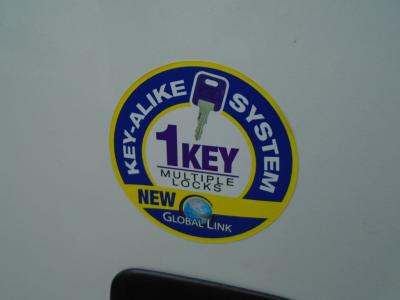 KEY-ALIKE SYSTEM
1KEY
MULTIPLE
LOCKS
NEW
GLOBAL LINK